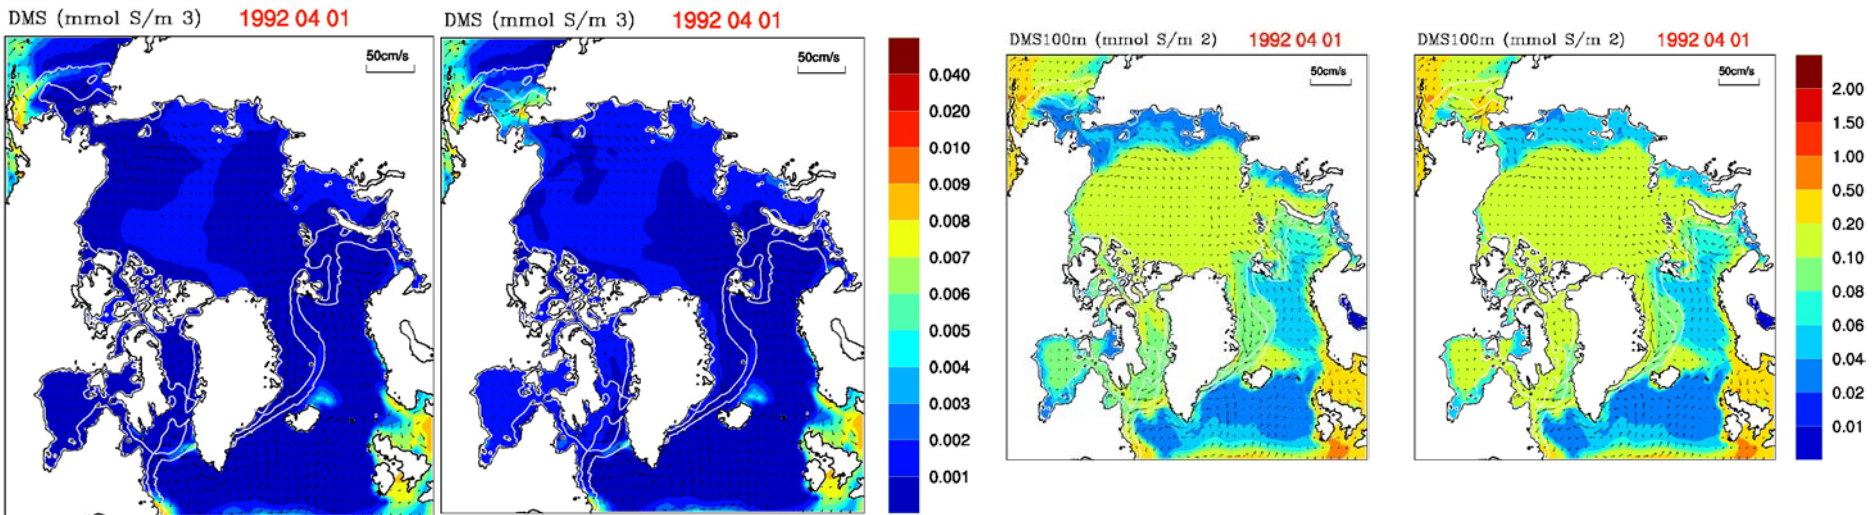 DMS (mmol S/m 3) 1992 04 01
50cm/s
DMS (mmol S/m 3) 1992 04 01
50cm/s
0.040
0.020
0.010
0.009
0.008
0.007
0.006
0.005
0.004
0.003
0.002
0.001
DMS100m (mmol S/m 2) 1992 04 01
50cm/s
DMS100m (mmol S/m 2) 1992 04 01
50cm/s
2.00
1.50
1.00
0.50
0.20
0.10
0.08
0.06
0.04
0.02
0.01